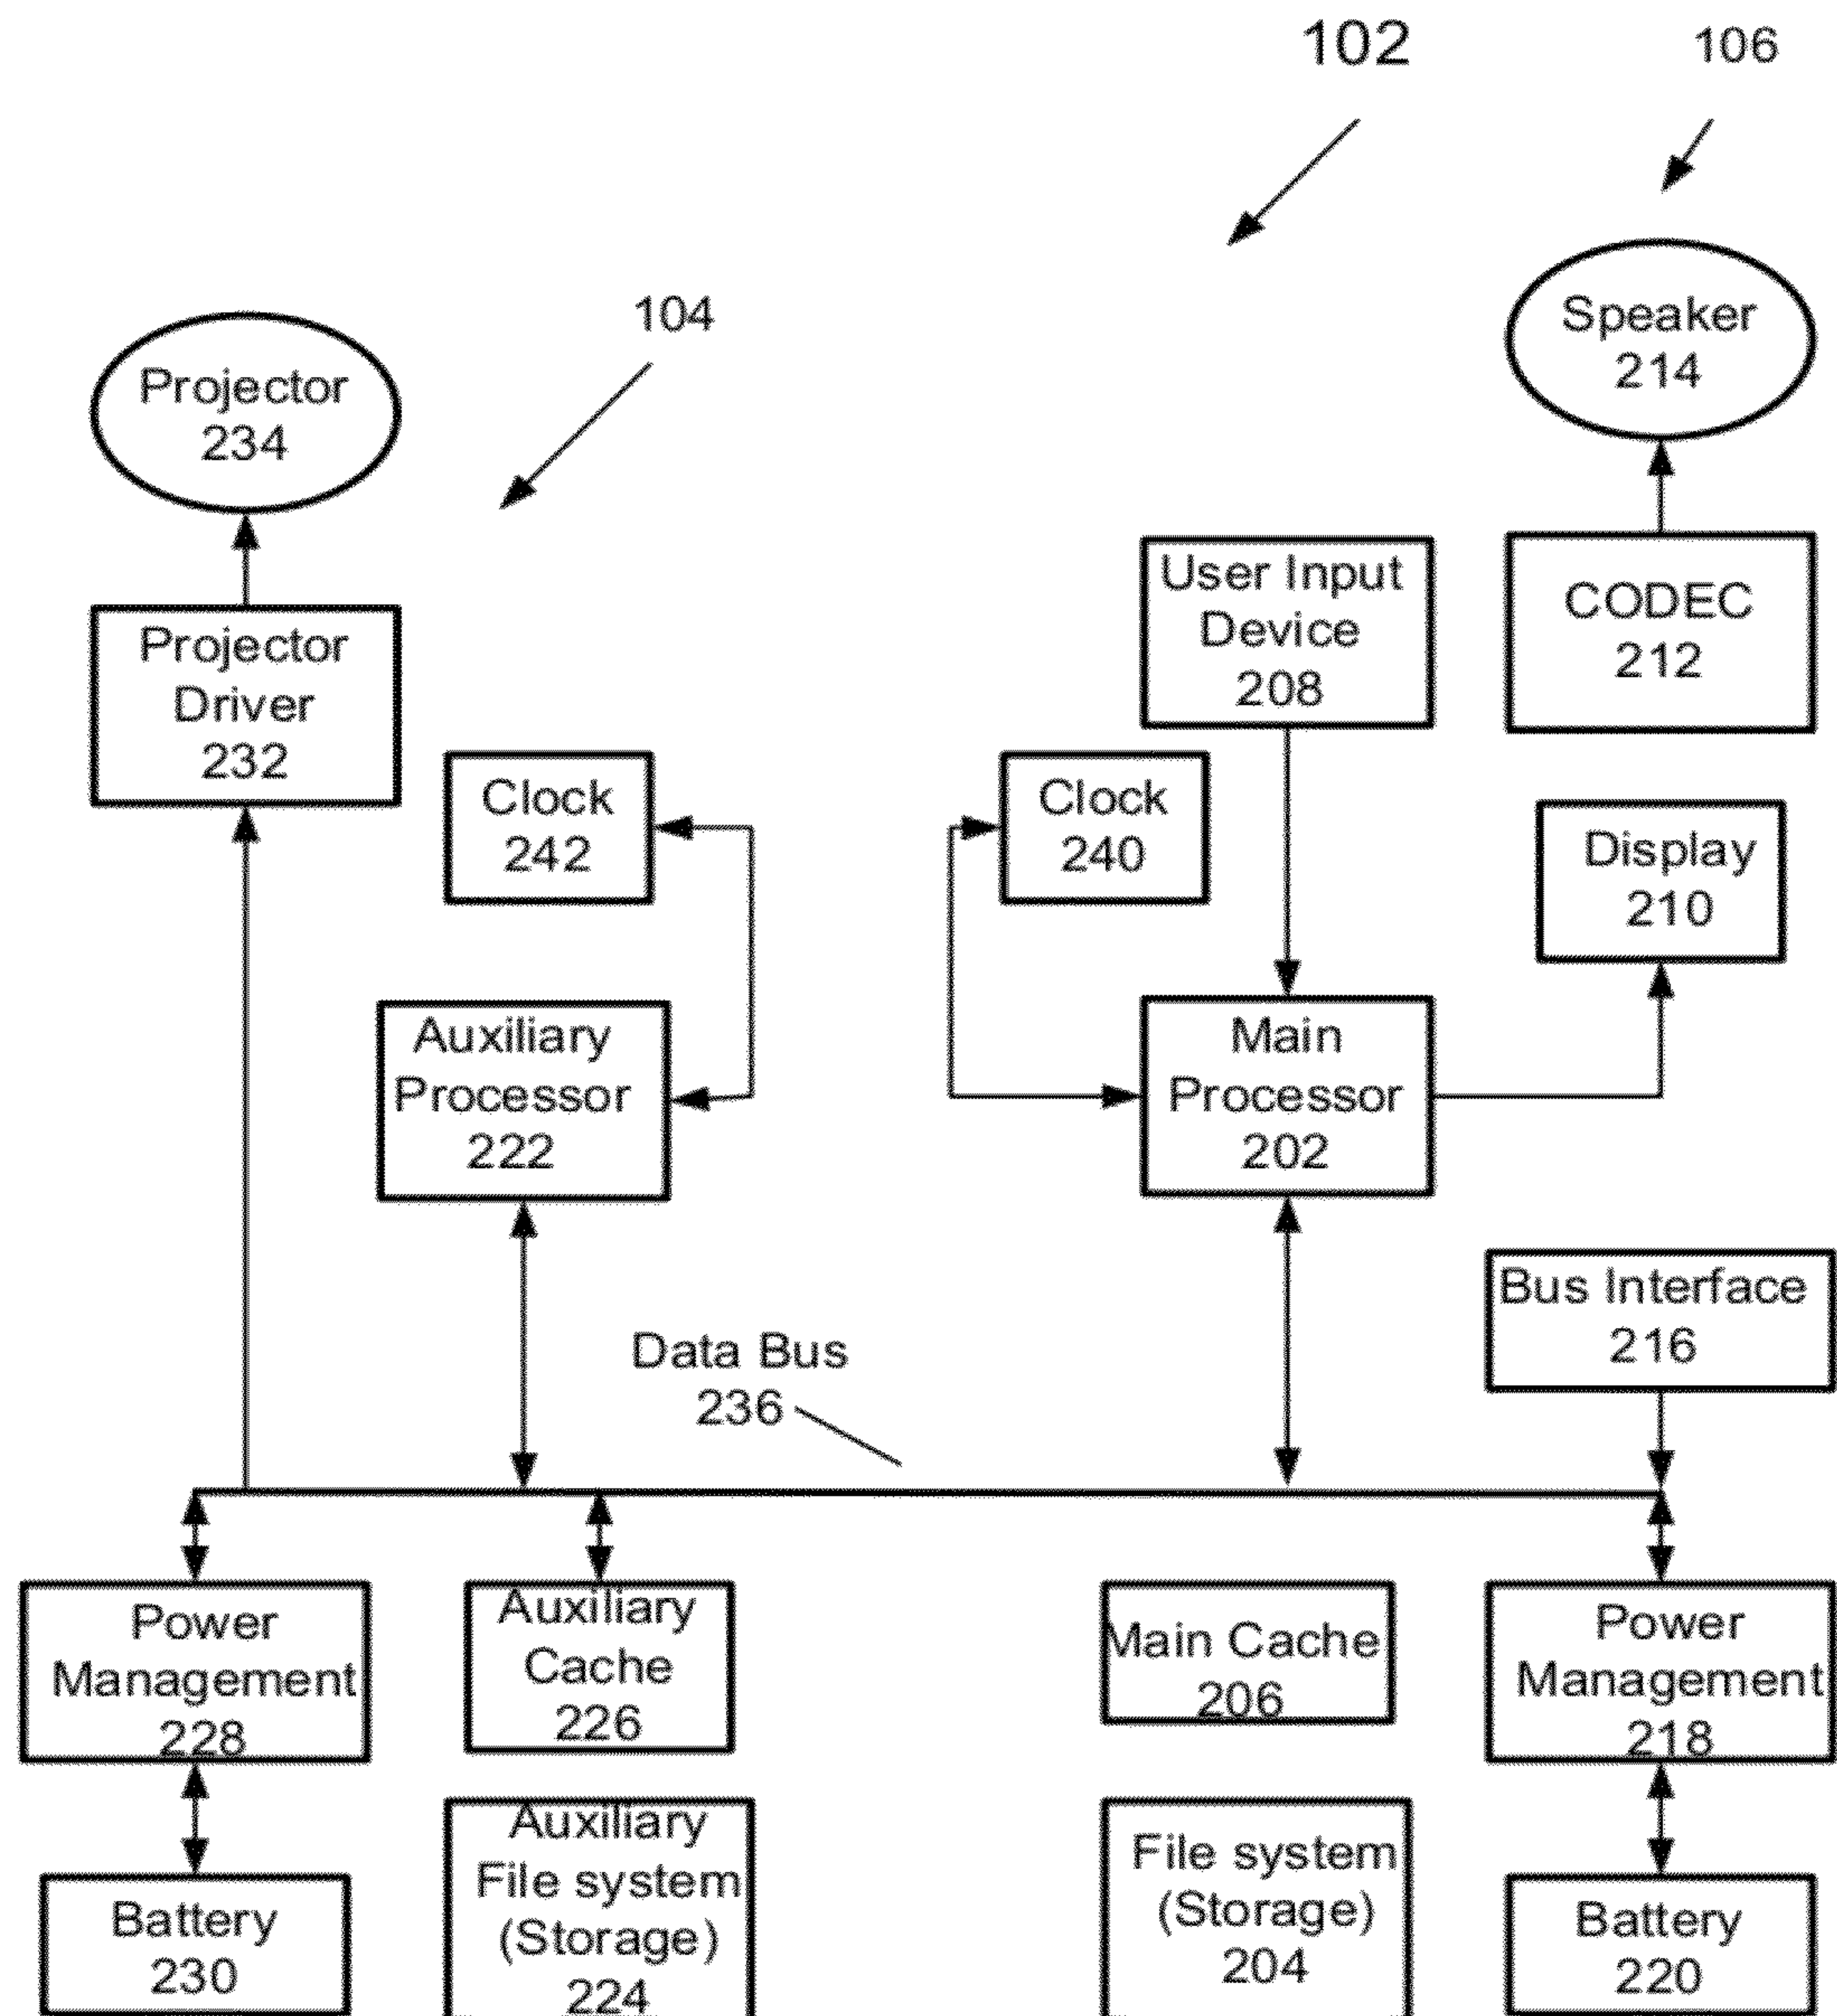 102
106
104
Speaker
214
Projector
234
User Input
Device
208
CODEC
212
Projector
Driver
232
Clock
242
Clock
240
Display
210
Auxiliary
Processor
222
Main
Processor
202
Bus Interface
216
Data Bus
236
Power
Management
228
Auxiliary
Cache
226
Main Cache
206
Power
Management
218
Battery
230
Auxiliary
File system
(Storage)
224
File system
(Storage)
204
Battery
220